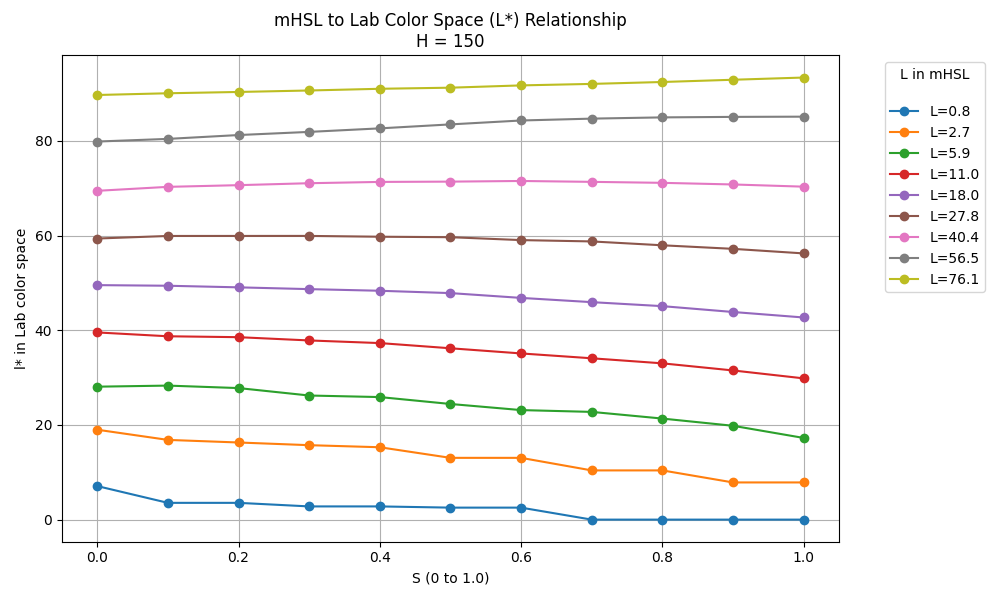 mHSL to Lab Color Space (L*) Relationship
H = 150
l* in Lab color space
80
60
40
20
0
0.0 0.2 0.4 0.6 0.8 1.0
S (0 to 1.0)
L in mHSL
L=0.8
L=2.7
L=5.9
L=11.0
L=18.0
L=27.8
L=40.4
L=56.5
L=76.1